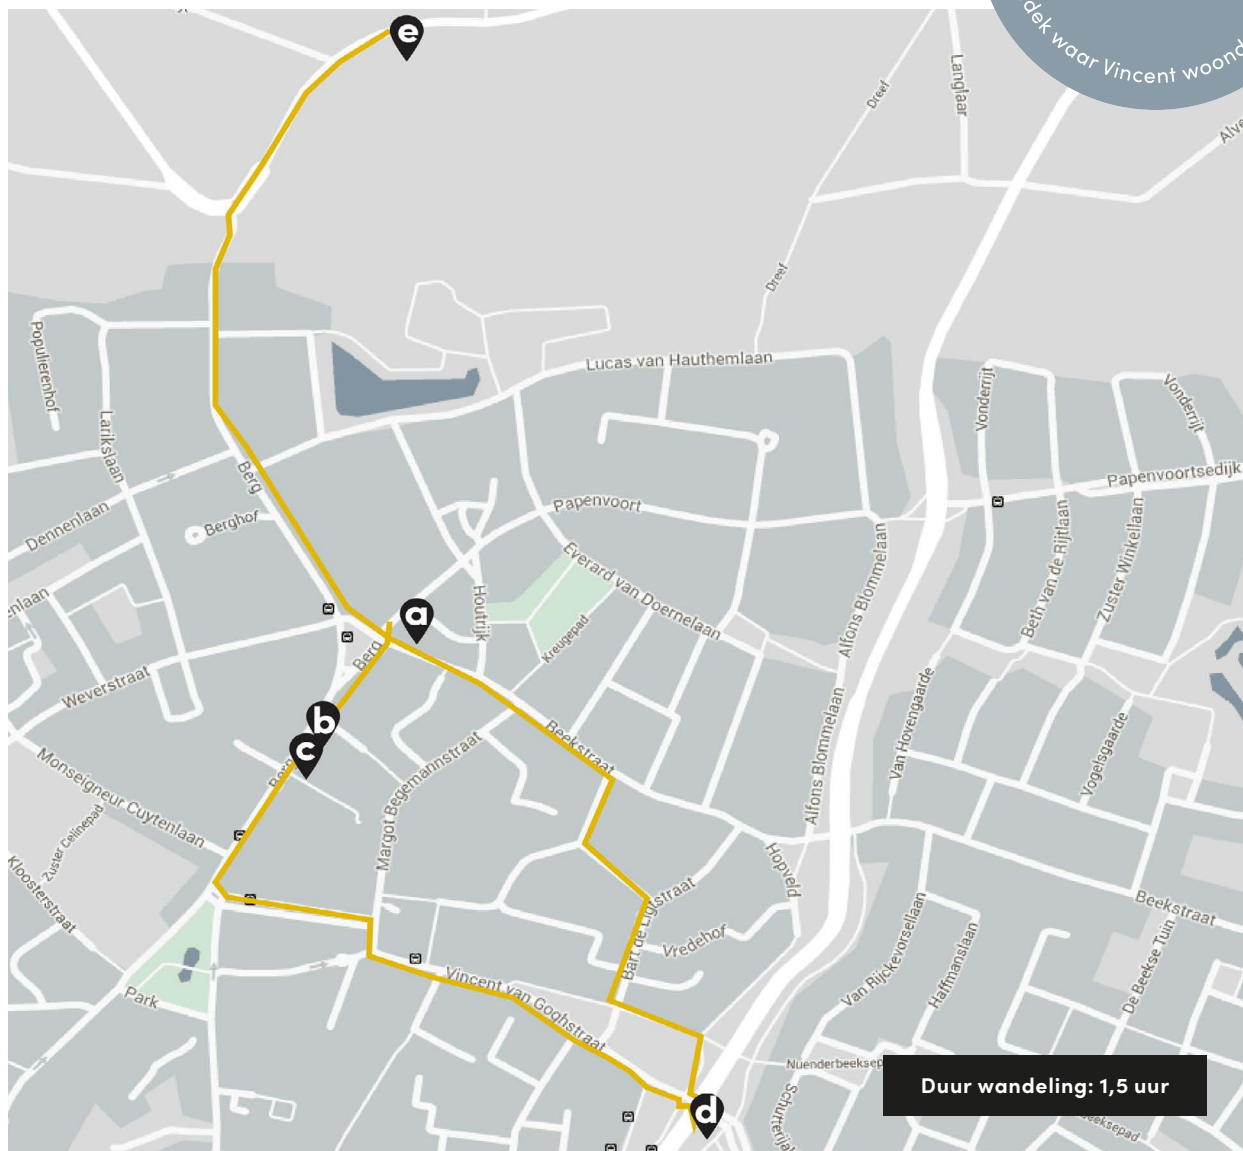 dek waar Vincent woond
e
Langlaar
Dreef
Dreef
Populierenhof
Larikslaan
Lucas van Hauthemlaan
Vonderrijt
Vonderrijt
Berg
Papenvoortsedijk
Dennenlaan
Berghof
Papenvoort
Everard van Doernelaan
Alfons Blommelaan
Beth van de Rijtlaan
Zuster Winkellaan
enlaan
Houtrijk
Kreugepad
a
Berg
Weverstraat
b
c
Beekstraat
Alfons Blommelaan
Van Hovengaarde
Vogelsgaarde
Monseigneur Cuytenlaan
Margot Begemannstraat
Zuster Celinepad
Kloosterstraat
Hopveld
Bart de Ligtstraat
Vredehof
Beekstraat
Van Rijckevorsellaan
Haffmanslaan
De Beekse Tuin
Park
Vincent van Goghstraat
Nuenderbeeksep
d
Duur wandeling: 1,5 uur
eeksepad